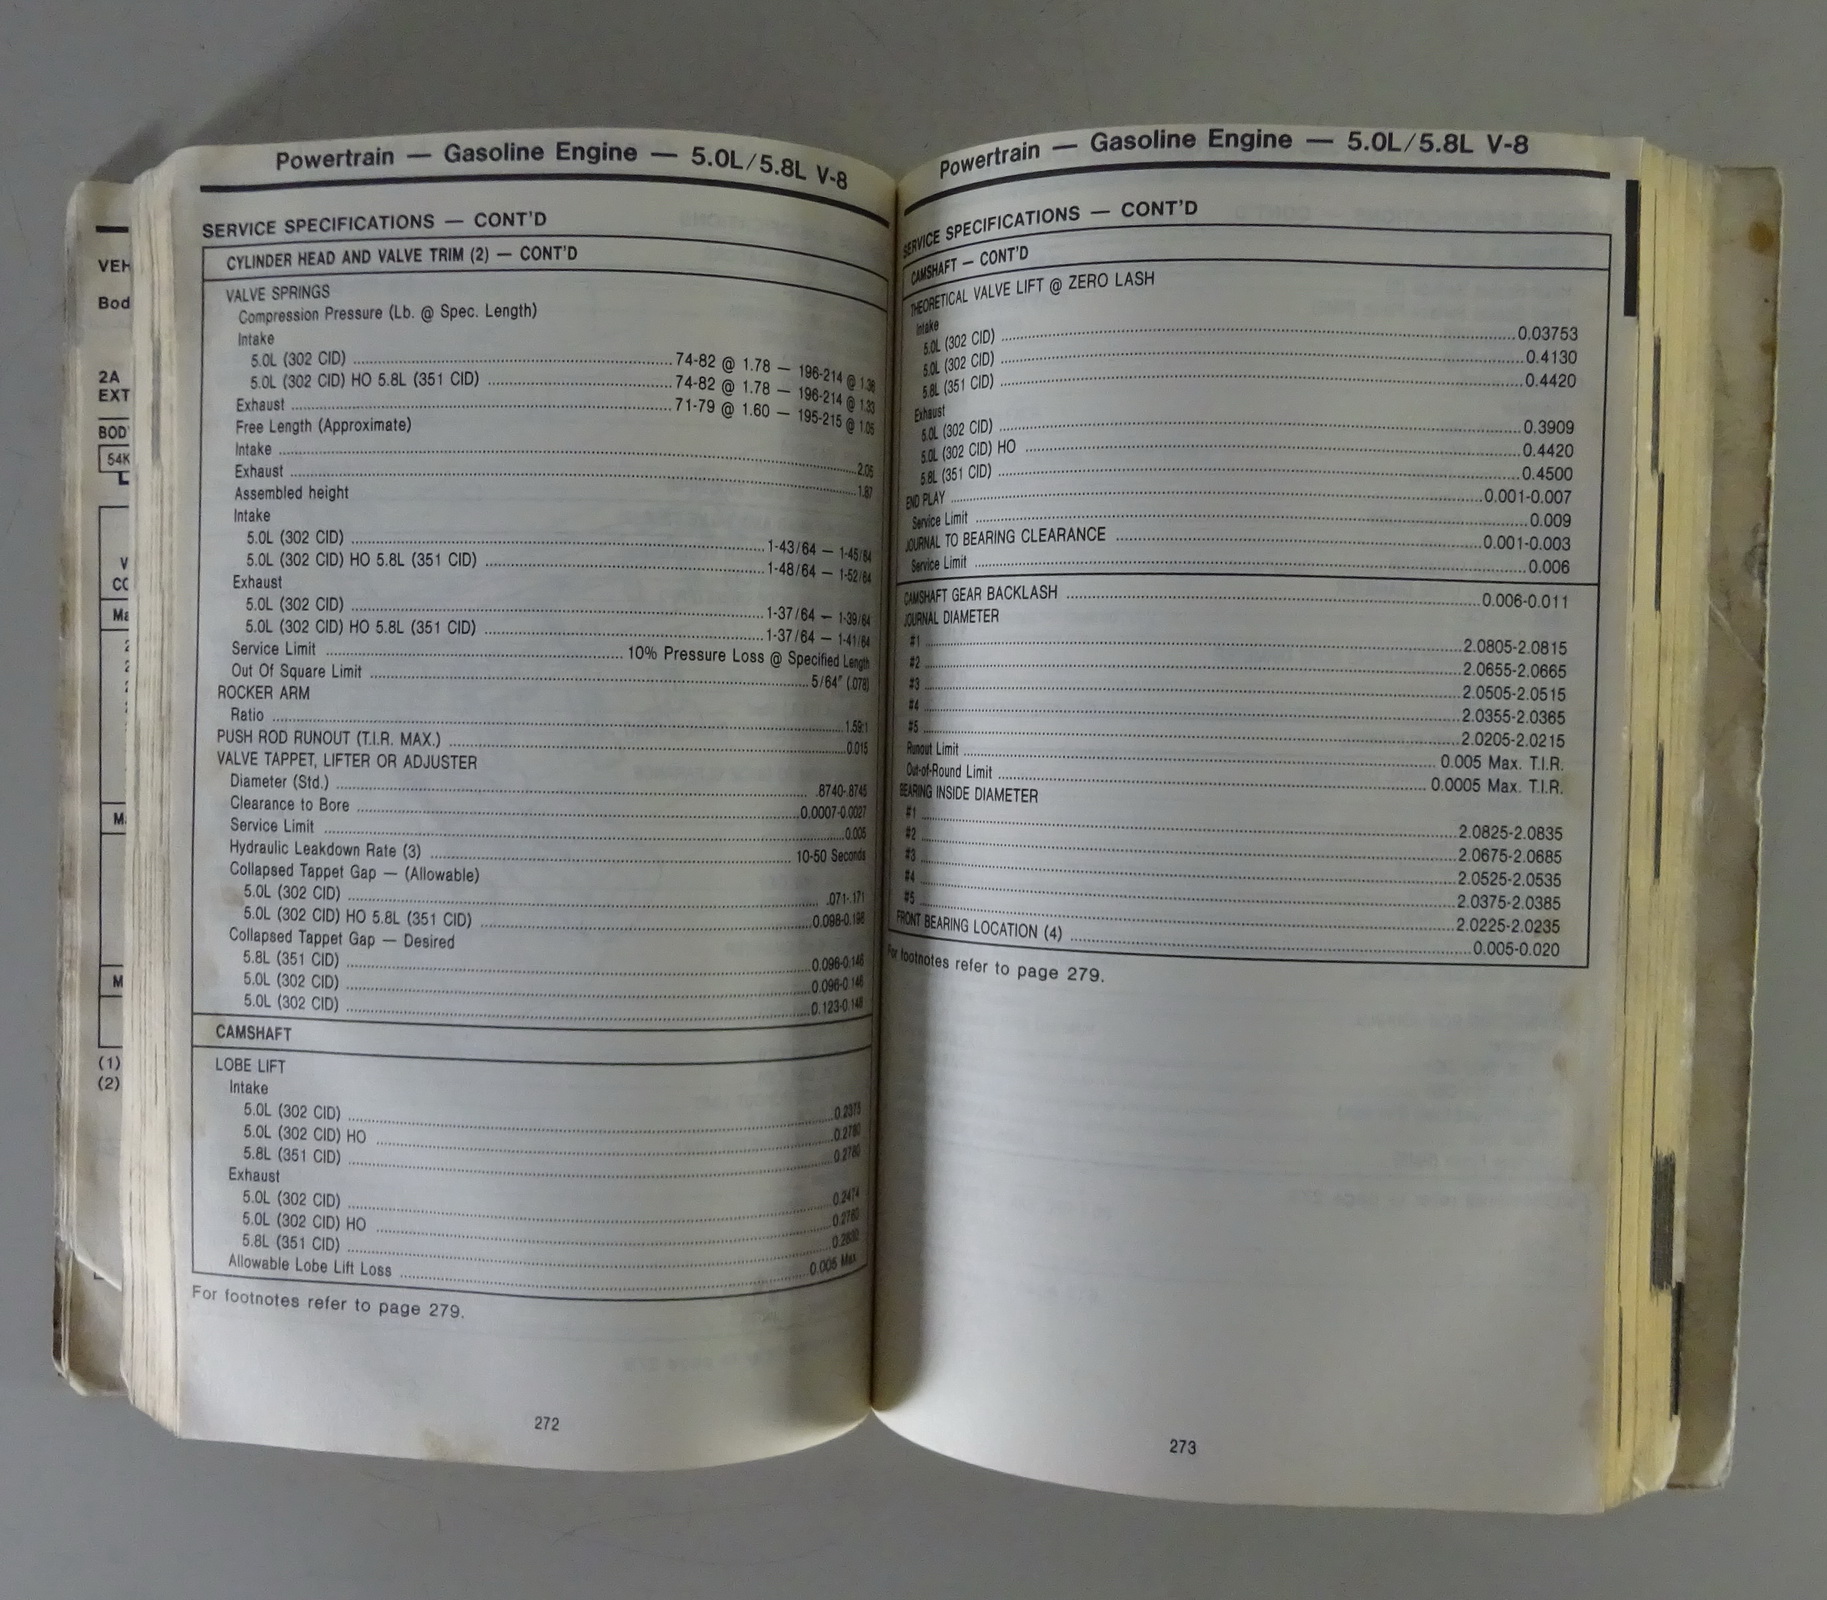 VEH
Bod
2A
EXT
BOD
54K
V
CO
Ma
M
M
(1)
(2)
Powertrain — Gasoline Engine — 5.0L/5.8L V-8
SERVICE SPECIFICATIONS — CONT'D
CYLINDER HEAD AND VALVE TRIM (2) — CONT'D
VALVE SPRINGS
Compression Pressure (Lb. @ Spec. Length)
Intake
5.0L (302 CID) ... 74-82 @ 1.78 — 196-214 @ 1.36
5.0L (302 CID) HO 5.8L (351 CID) ... 74-82 @ 1.78 — 196-214 @ 1.33
Exhaust ... 71-79 @ 1.60 — 195-215 @ 1.05
Free Length (Approximate)
Intake ... 2.05
Exhaust ... 1.87
Assembled height
Intake
5.0L (302 CID) ... 1-43/64 — 1-45/64
5.0L (302 CID) HO 5.8L (351 CID) ... 1-48/64 — 1-52/64
Exhaust
5.0L (302 CID) ... 1-37/64 — 1-39/64
5.0L (302 CID) HO 5.8L (351 CID) ... 1-37/64 — 1-41/64
Service Limit ... 10% Pressure Loss @ Specified Length
Out Of Square Limit ... 5/64" (.078)
ROCKER ARM
Ratio ... 1.59:1
PUSH ROD RUNOUT (T.I.R. MAX.) ... 0.015
VALVE TAPPET, LIFTER OR ADJUSTER
Diameter (Std.) ... .8740-.8745
Clearance to Bore ... 0.0007-0.0027
Service Limit ... 0.005
Hydraulic Leakdown Rate (3) ... 10-50 Seconds
Collapsed Tappet Gap — (Allowable)
5.0L (302 CID) ... .071-.171
5.0L (302 CID) HO 5.8L (351 CID) ... 0.098-0.198
Collapsed Tappet Gap — Desired
5.8L (351 CID) ... 0.096-0.146
5.0L (302 CID) ... 0.096-0.146
5.0L (302 CID) ... 0.123-0.148
CAMSHAFT
LOBE LIFT
Intake
5.0L (302 CID) ... 0.2375
5.0L (302 CID) HO ... 0.2780
5.8L (351 CID) ... 0.2780
Exhaust
5.0L (302 CID) ... 0.2474
5.0L (302 CID) HO ... 0.2780
5.8L (351 CID) ...
Allowable Lobe Lift Loss ... 0.005 Max.
For footnotes refer to page 279.
272
Powertrain — Gasoline Engine — 5.0L/5.8L V-8
SERVICE SPECIFICATIONS — CONT'D
CAMSHAFT — CONT'D
THEORETICAL VALVE LIFT @ ZERO LASH
Intake
5.0L (302 CID) ... 0.03753
5.0L (302 CID) ... 0.4130
5.8L (351 CID) ... 0.4420
Exhaust
5.0L (302 CID) ... 0.3909
5.0L (302 CID) HO ... 0.4420
5.8L (351 CID) ... 0.4500
END PLAY ... 0.001-0.007
Service Limit ... 0.009
JOURNAL TO BEARING CLEARANCE ... 0.001-0.003
Service Limit ... 0.006
CAMSHAFT GEAR BACKLASH ... 0.006-0.011
JOURNAL DIAMETER
#1 ... 2.0805-2.0815
#2 ... 2.0655-2.0665
#3 ... 2.0505-2.0515
#4 ... 2.0355-2.0365
#5 ... 2.0205-2.0215
Runout Limit ... 0.005 Max. T.I.R.
Out-of-Round Limit ... 0.0005 Max. T.I.R.
BEARING INSIDE DIAMETER
#1 ... 2.0825-2.0835
#2 ... 2.0675-2.0685
#3 ... 2.0525-2.0535
#4 ... 2.0375-2.0385
#5 ... 2.0225-2.0235
FRONT BEARING LOCATION (4) ... 0.005-0.020
For footnotes refer to page 279.
273